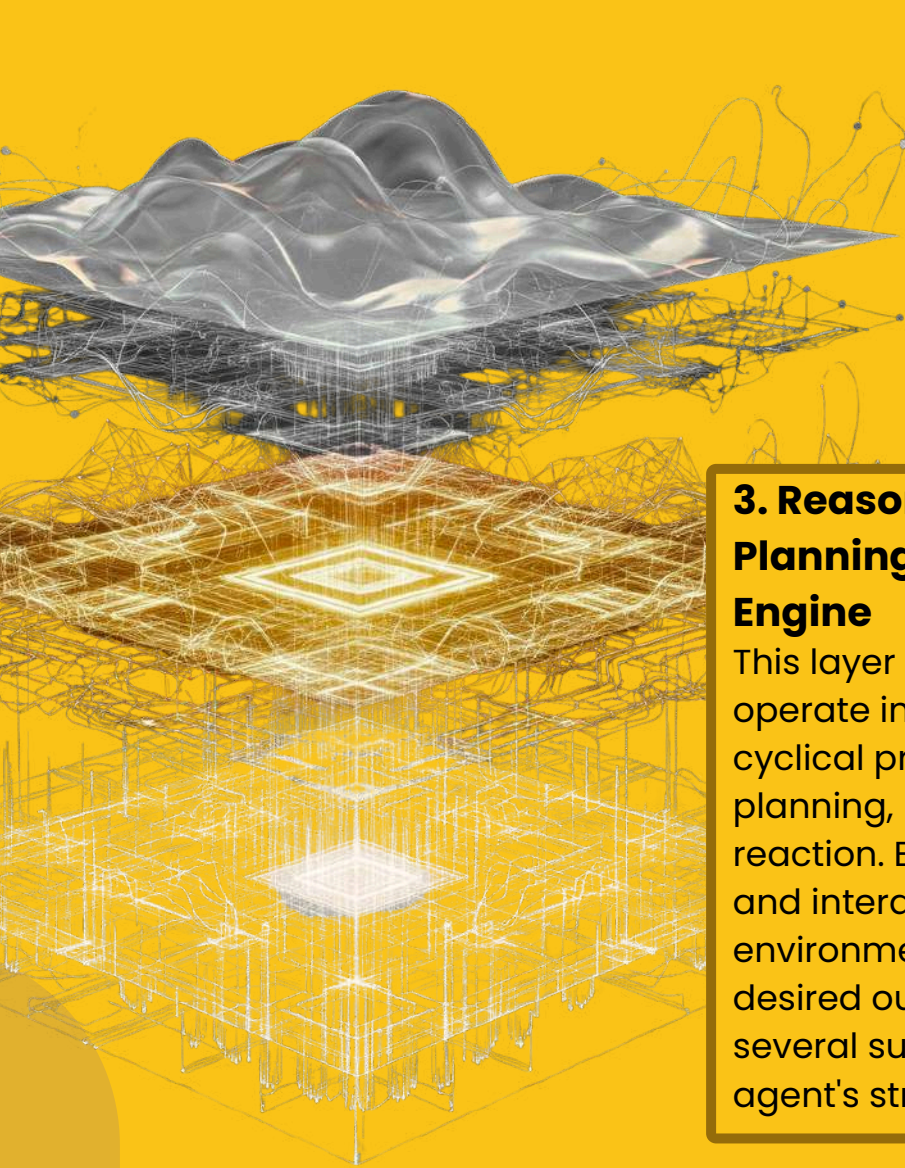 3. Reaso
Planning
Engine
This layer
operate in
cyclical pr
planning,
reaction. E
and intera
environme
desired ou
several su
agent's str